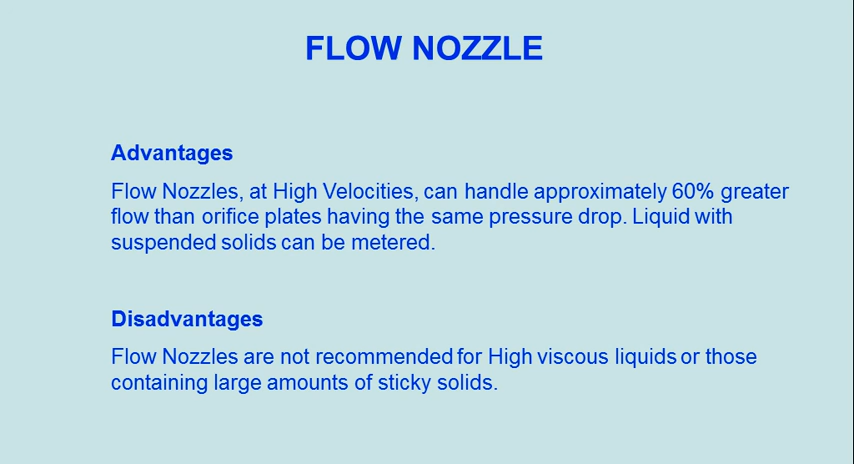 FLOW NOZZLE
Advantages
Flow Nozzles, at High Velocities, can handle approximately 60% greater
flow than orifice plates having the same pressure drop. Liquid with
suspended solids can be metered.
Disadvantages
Flow Nozzles are not recommended for High viscous liquids or those
containing large amounts of sticky solids.